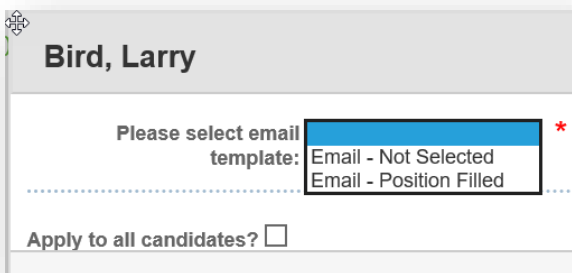 Bird, Larry
Please select email
template:
*
Email - Not Selected
Email - Position Filled
Apply to all candidates?